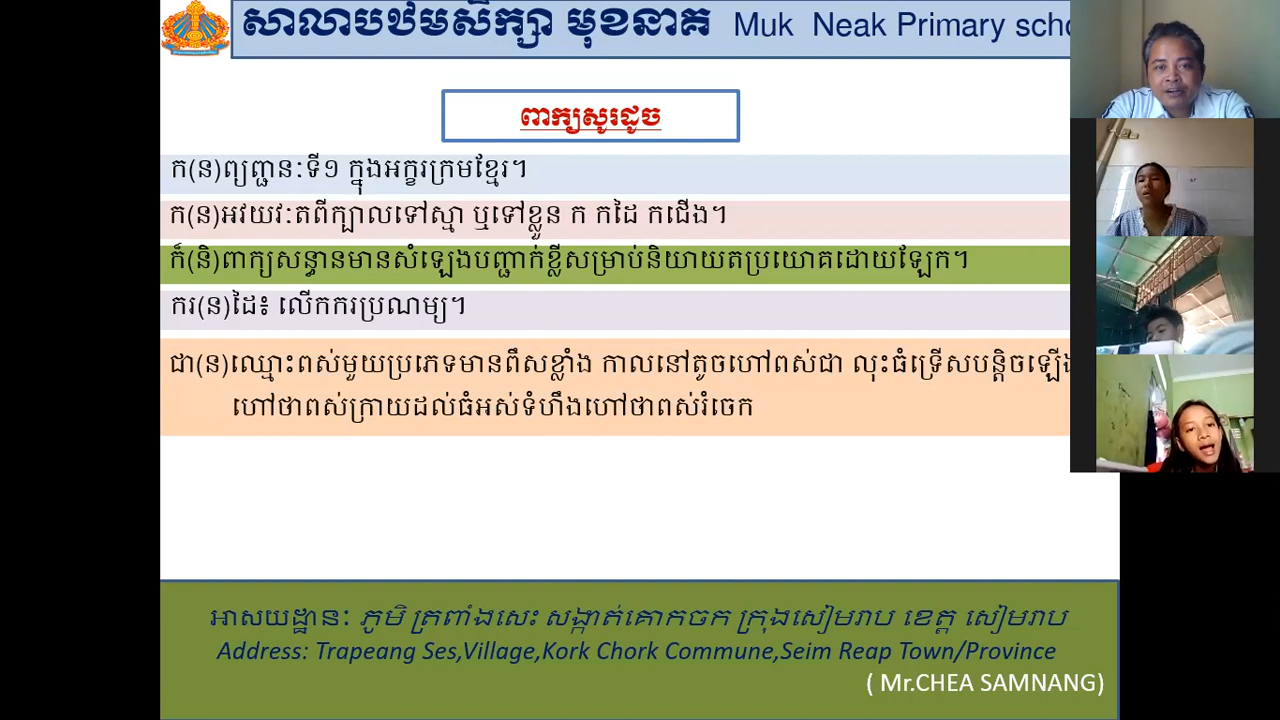 សាលាបឋមសិក្សា មុខនាគ Muk Neak Primary scho
ពាក្យសូរដូច
ក(ន)ព្យញ្ជនៈទី១ ក្នុងអក្ខរក្រមខ្មែរ។
ក(ន)អវយវៈតពីក្បាលទៅស្មា ឬទៅខ្លួន ក កដៃ កជើង។
ក៏(និ)ពាក្យសន្ធានមានសំឡេងបញ្ជាក់ខ្លីសម្រាប់និយាយតប្រយោគដោយឡែក។
ករ(ន)ដៃ៖ លើកករប្រណម្យ។
ជា(ន)ឈ្មោះពស់មួយប្រភេទមានពឹសខ្លាំង កាលនៅតូចហៅពស់ជា លុះធំទ្រើសបន្តិចឡើង
ហៅថាពស់ក្រាយដល់ធំអស់ទំហឹងហៅថាពស់រំចេក
អាសយដ្ឋានៈ ភូមិ ត្រពាំងសេះ សង្កាត់គោកចក ក្រុងសៀមរាប ខេត្ត សៀមរាប
Address: Trapeang Ses,Village,Kork Chork Commune,Seim Reap Town/Province
( Mr.CHEA SAMNANG)